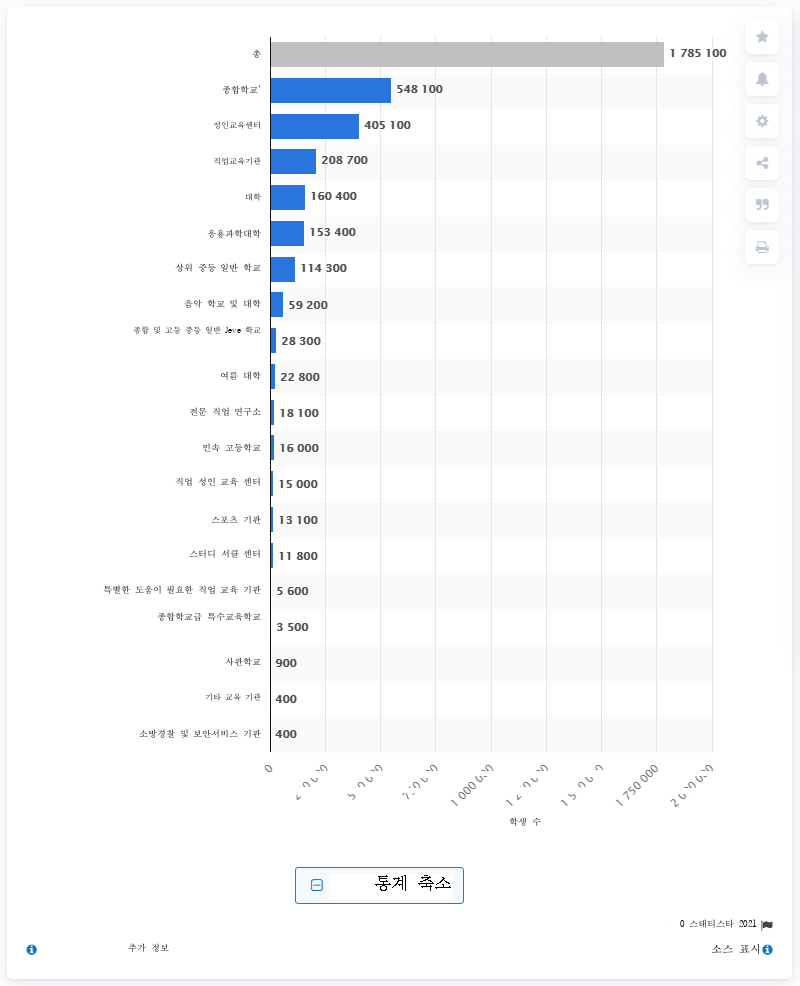 총 1 785 100
종합학교' 548 100
성인교육센터 405 100
직업교육기관 208 700
대학 160 400
응용과학대학 153 400
상위 중등 일반 학교 114 300
음악 학교 및 대학 59 200
종합 및 고등 중등 일반 Jeve 학교 28 300
여름 대학 22 800
전문 직업 연구소 18 100
민속 고등학교 16 000
직업 성인 교육 센터 15 000
스포츠 기관 13 100
스터디 서클 센터 11 800
특별한 도움이 필요한 직업 교육 기관 5 600
종합학교급 특수교육학교 3 500
사관학교 900
기타 교육 기관 400
소방경찰 및 보안서비스 기관 400
0 1 000 000 1 750 000
학생 수
통계 축소
0 스태티스타 2021
추가 정보 소스 표시